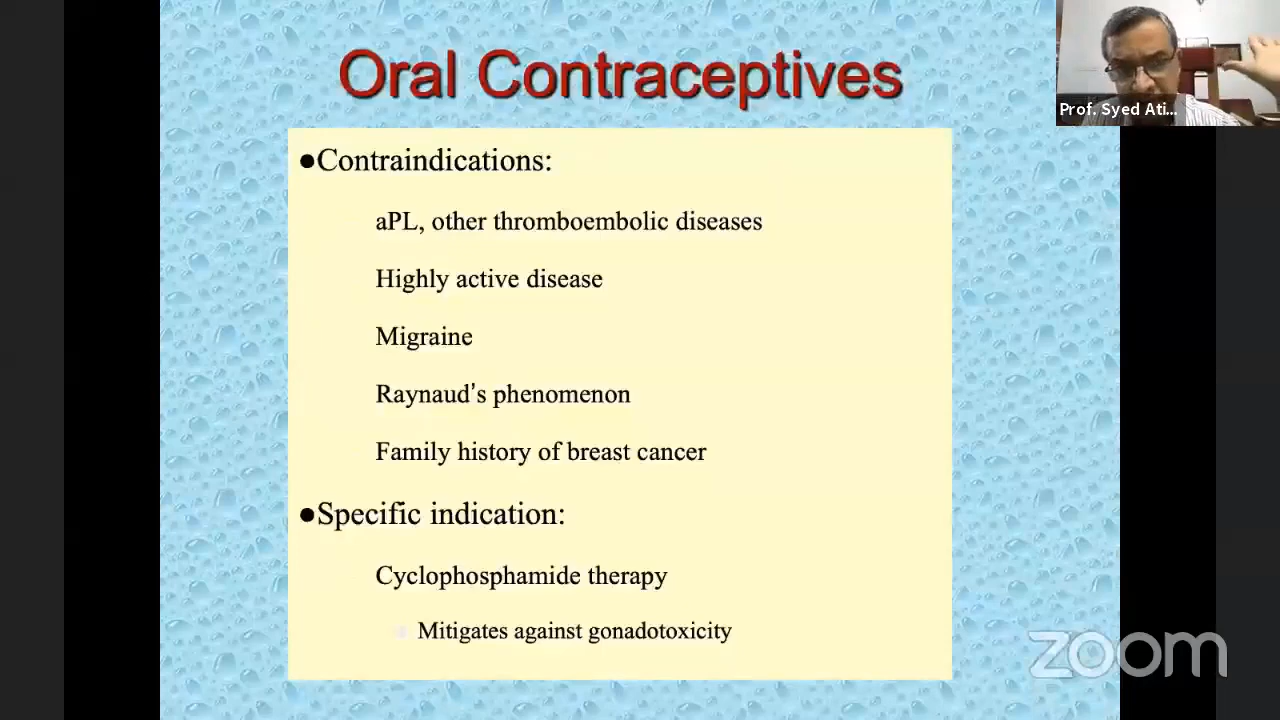 Oral Contraceptives
Prof. Syed Ati...
●Contraindications:
aPL, other thromboembolic diseases
Highly active disease
Migraine
Raynaud's phenomenon
Family history of breast cancer
●Specific indication:
Cyclophosphamide therapy
Mitigates against gonadotoxicity
zoom